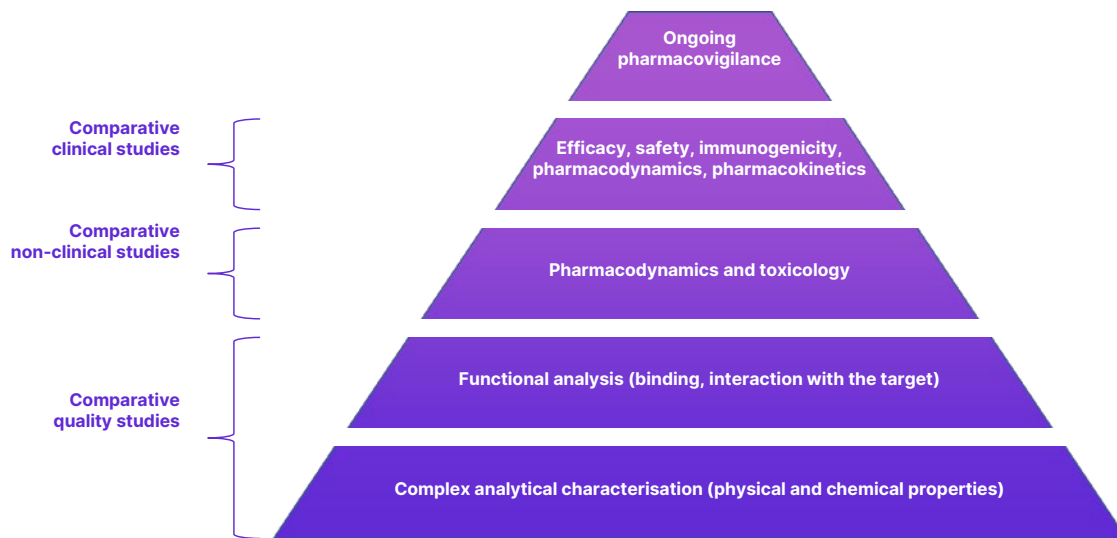 Ongoing
pharmacovigilance
Comparative
clinical studies
Efficacy, safety, immunogenicity,
pharmacodynamics, pharmacokinetics
Comparative
non-clinical studies
Pharmacodynamics and toxicology
Functional analysis (binding, interaction with the target)
Comparative
quality studies
Complex analytical characterisation (physical and chemical properties)